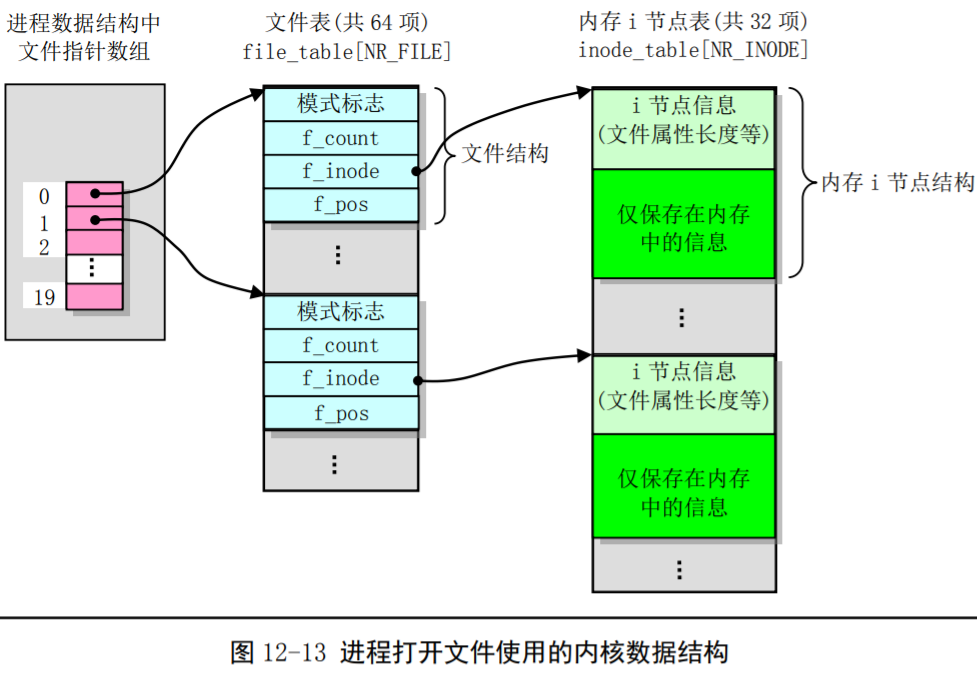 进程数据结构中
文件指针数组
文件表(共 64 项)
file_table[NR_FILE]
内存 i 节点表(共 32 项)
inode_table[NR_INODE]
0
1
2
⋮
19
模式标志
f_count
f_inode
f_pos
文件结构
⋮
模式标志
f_count
f_inode
f_pos
⋮
i 节点信息
(文件属性长度等)
仅保存在内存
中的信息
内存 i 节点结构
⋮
i 节点信息
(文件属性长度等)
仅保存在内存
中的信息
⋮
图 12-13 进程打开文件使用的内核数据结构